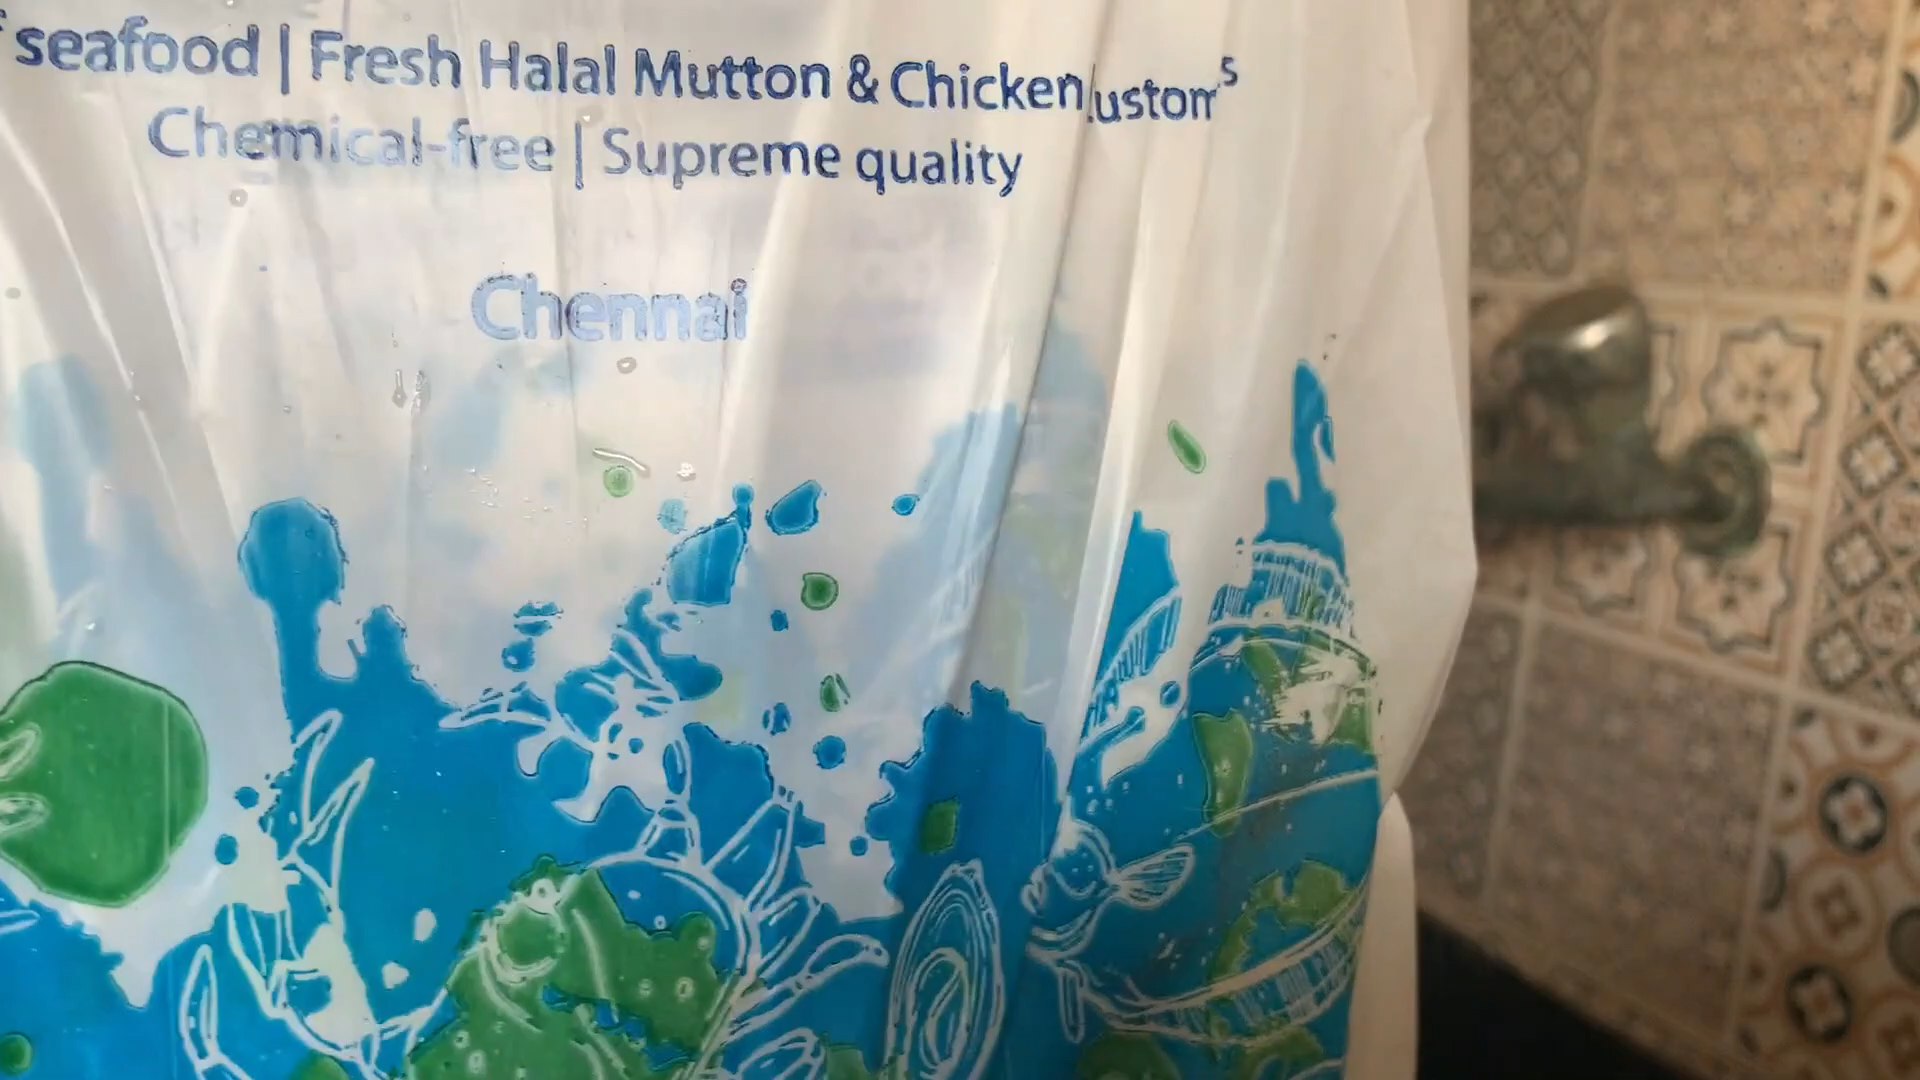 seafood | Fresh Halal Mutton & Chicken
Chemical-free | Supreme quality
Chennai